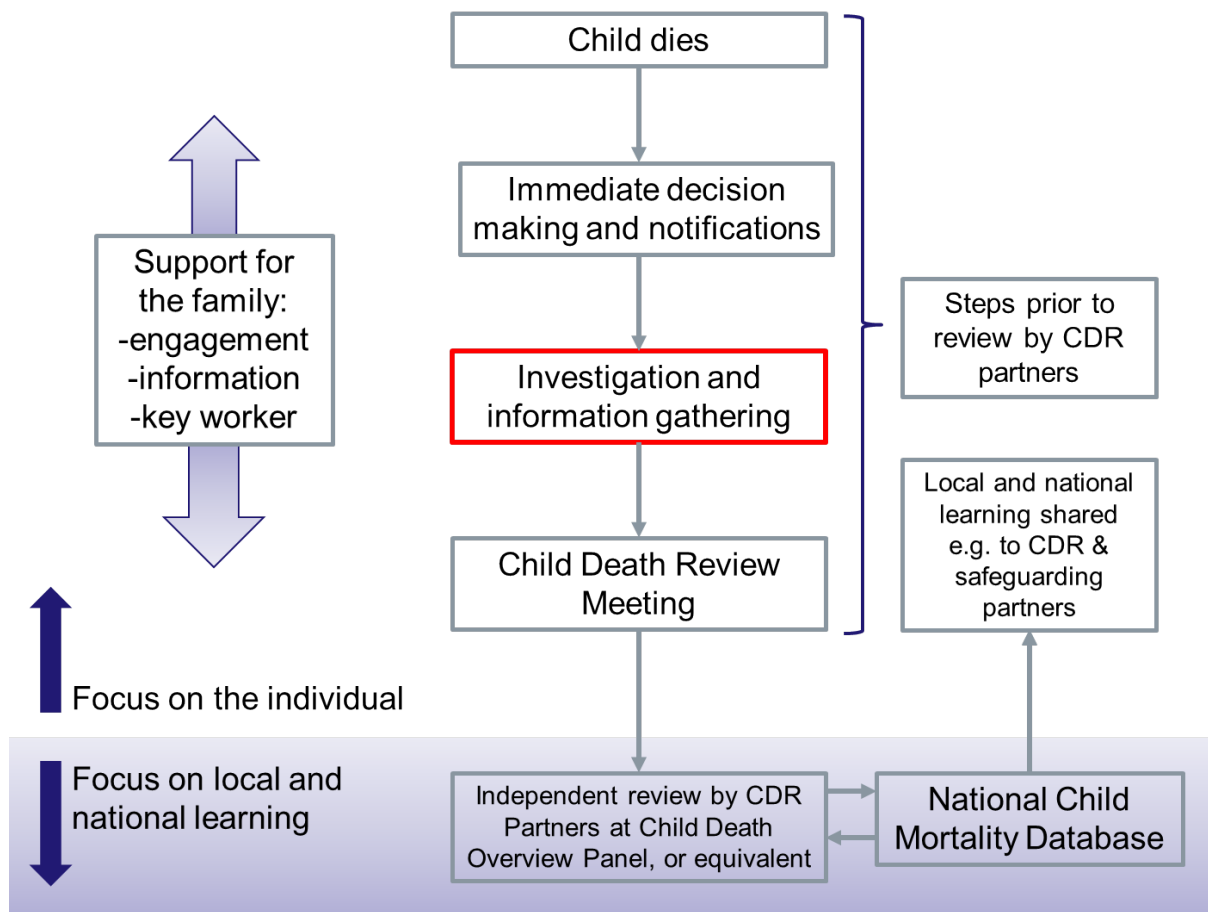 Child dies
Immediate decision
making and notifications
Support for
the family:
-engagement
-information
-key worker
Steps prior to
review by CDR
partners
Investigation and
information gathering
Local and national
learning shared
e.g. to CDR &
safeguarding
partners
Child Death Review
Meeting
Focus on the individual
Focus on local and
national learning
Independent review by CDR
Partners at Child Death
Overview Panel, or equivalent
National Child
Mortality Database